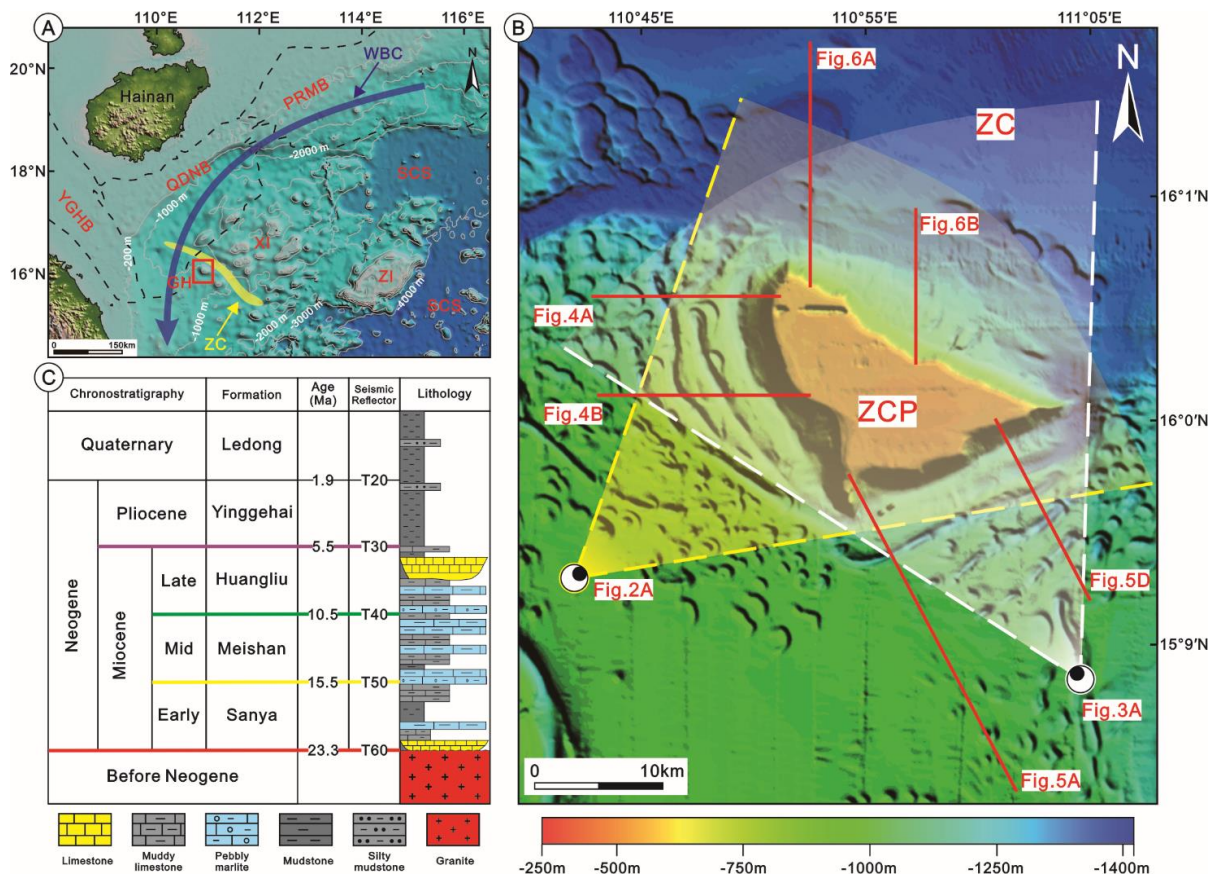 A
110°E
112°E
114°E
116°E
20°N
18°N
16°N
Hainan
WBC
N
PRMB
-2000 m
QDNB
SCS
-1000 m
YGHB
-200 m
XI
GH
ZI
-4000 m
SCS
-1000 m
-2000 m
-3000 m
ZC
0
150km
B
110°45
110°55
111°05
Fig.6A
N
ZC
16°1'
Fig.6B
Fig.4A
Fig.4B
ZCP
16°0'
Fig.2A
Fig.5D
15°9'
Fig.3A
Fig.5A
0
10km
-250m
-500m
-750m
-1000m
-1250m
-1400m
C
Chronostratigraphy
Formation
Age
(Ma)
Seismic
Reflector
Lithology
Quaternary
Ledong
1.9
T20
Neogene
Pliocene
Yinggehai
5.5
T30
Miocene
Late
Huangliu
10.5
T40
Mid
Meishan
15.5
T50
Early
Sanya
23.3
T60
Before Neogene
Limestone
Muddy
limestone
Pebbly
marlite
Mudstone
Silty
mudstone
Granite